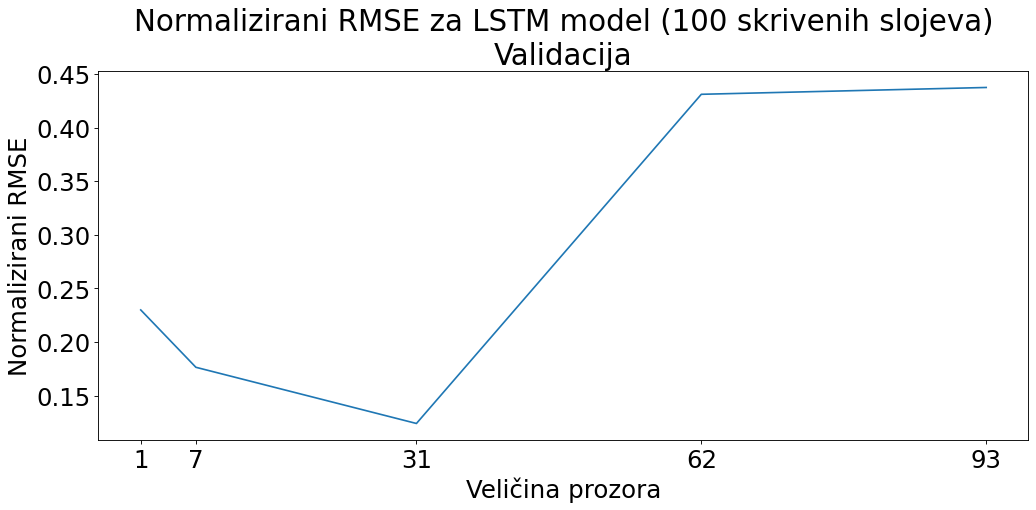 Normalizirani RMSE za LSTM model (100 skrivenih slojeva)
Validacija
Normalizirani RMSE
0.45
0.40
0.35
0.30
0.25
0.20
0.15
1 7 31 62 93
Veličina prozora